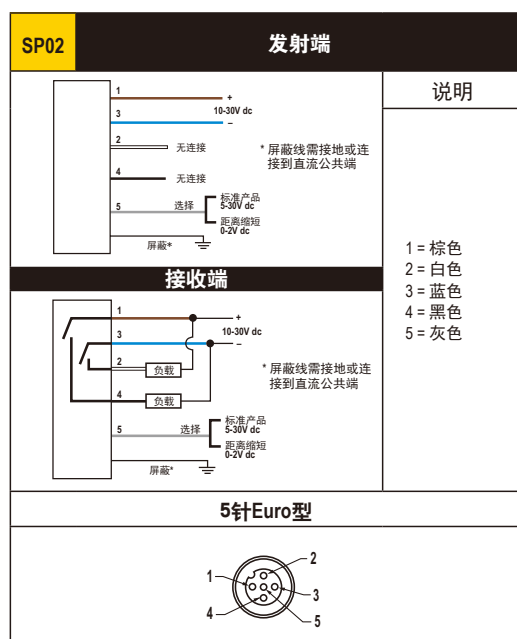 SP02
发射端
说明
1
+
10-30V dc
3
–
2
无连接
* 屏蔽线需接地或连
接到直流公共端
4
无连接
5
选择
标准产品
5-30V dc
距离缩短
0-2V dc
屏蔽*
1 = 棕色
2 = 白色
3 = 蓝色
4 = 黑色
5 = 灰色
接收端
1
+
10-30V dc
3
–
2
负载
* 屏蔽线需接地或连
接到直流公共端
4
负载
5
选择
标准产品
5-30V dc
距离缩短
0-2V dc
屏蔽*
5针Euro型
2
1
3
4
5